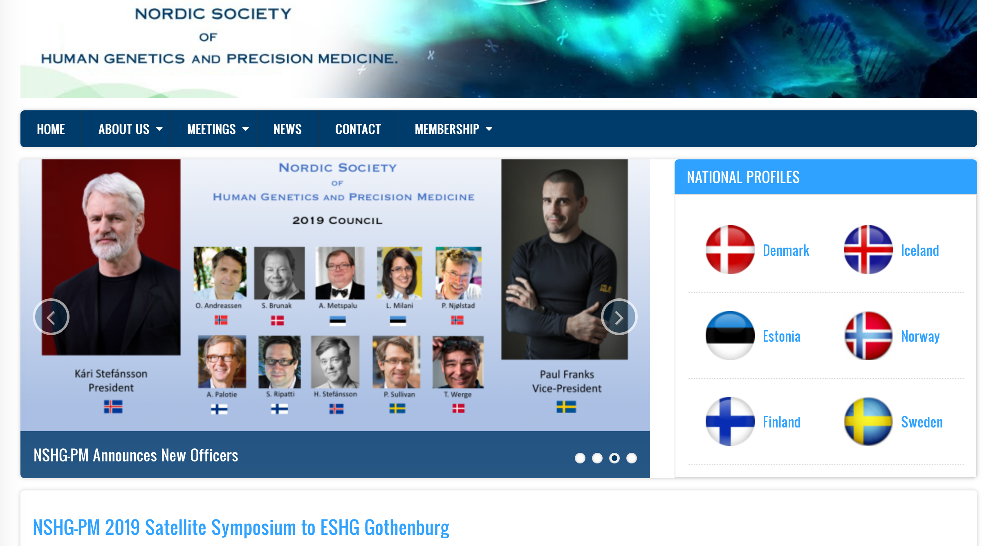 NORDIC SOCIETY
OF
HUMAN GENETICS AND PRECISION MEDICINE.
HOME ABOUT US MEETINGS NEWS CONTACT MEMBERSHIP
NORDIC SOCIETY
OF
HUMAN GENETICS AND PRECISION MEDICINE
2019 COUNCIL
O. Andreassen S. Brunak A. Metspalu L. Milani P. Njølstad
A. Palotie S. Ripatti H. Stefánsson P. Sullivan T. Werge
Kári Stefánsson
President
Paul Franks
Vice-President
13.0
NSHG-PM Announces New Officers
NATIONAL PROFILES
Denmark Iceland
Estonia Norway
Finland Sweden
NSHG-PM 2019 Satellite Symposium to ESHG Gothenburg